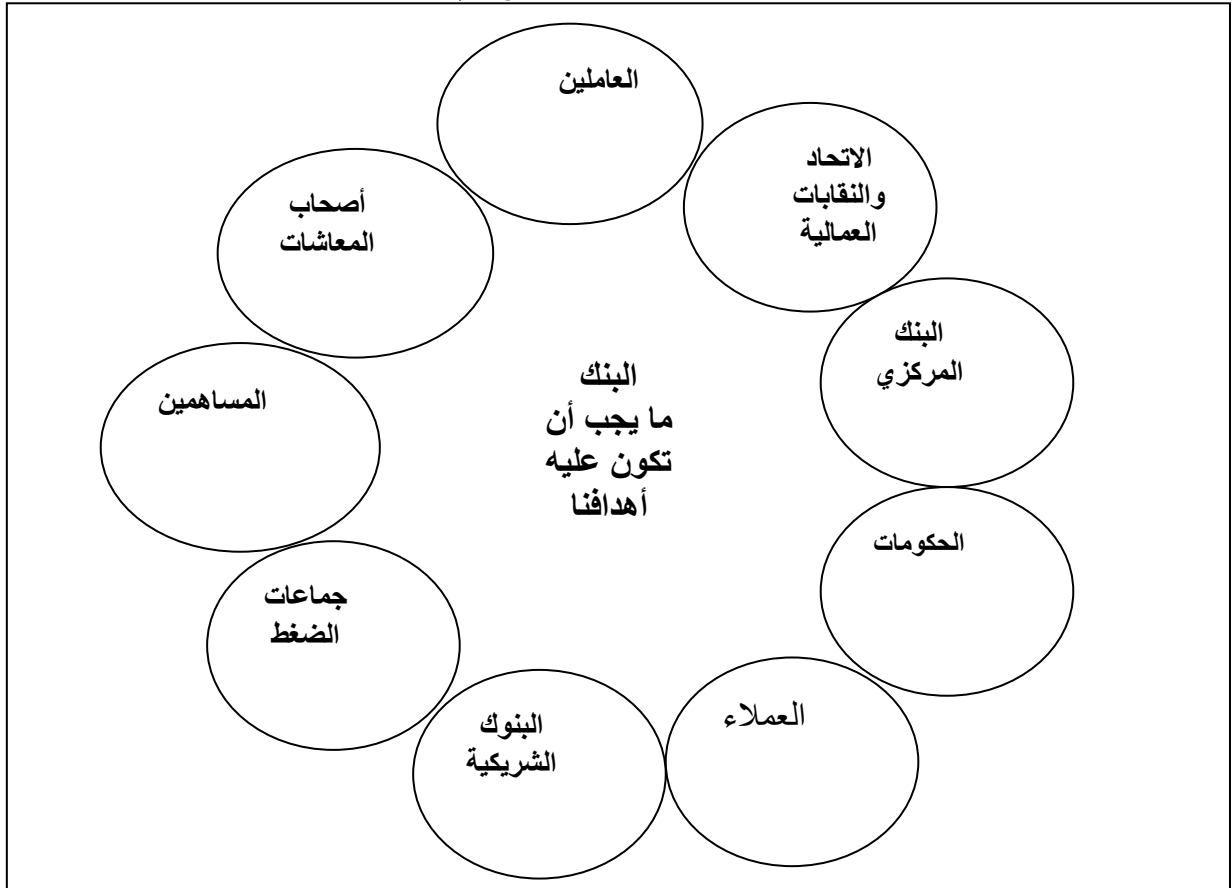 العاملين
الاتحاد
والنقابات
العمالية
أصحاب
المعاشات
البنك
المركزي
البنك
ما يجب أن
تكون عليه
أهدافنا
المساهمين
الحكومات
جماعات
الضغط
العملاء
البنوك
الشريكية